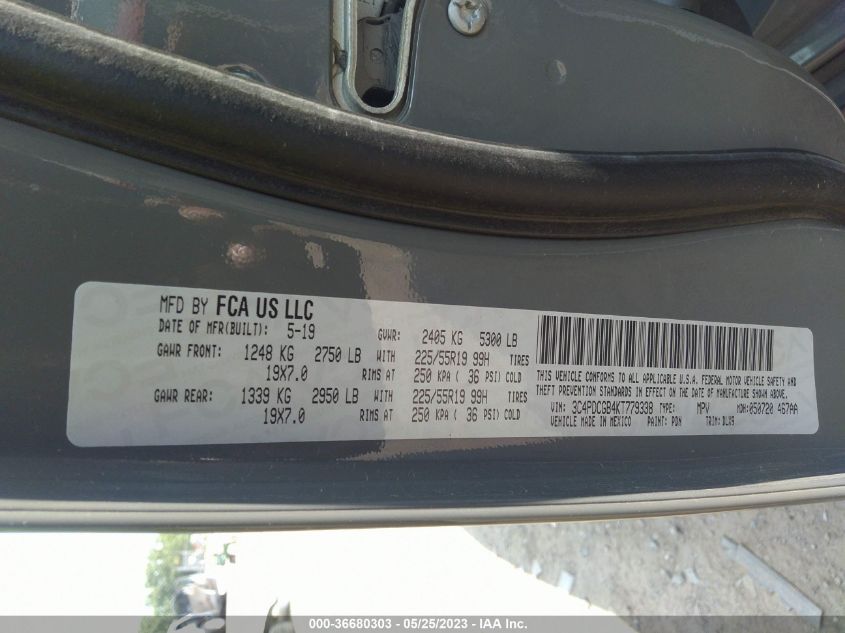 MFD BY FCA US LLC
DATE OF MFR(BUILT): 5-19 GVWR: 2405 KG 5300 LB
GAWR FRONT: 1248 KG 2750 LB WITH 225/55R19 99H TIRES
19X7.0 RIMS AT 250 KPA ( 36 PSI) COLD
GAWR REAR: 1339 KG 2950 LB WITH 225/55R19 99H TIRES
19X7.0 RIMS AT 250 KPA ( 36 PSI) COLD
THIS VEHICLE CONFORMS TO ALL APPLICABLE U.S.A. FEDERAL MOTOR VEHICLE SAFETY AND
THEFT PREVENTION STANDARDS IN EFFECT ON THE DATE OF MANUFACTURE SHOWN ABOVE.
VIN: 3C4PDCGB4KT779338 TYPE: MPV MDH:050720 467AA
VEHICLE MADE IN MEXICO PAINT: PDN TRIM: DLX9
000-36680303 - 05/25/2023 - IAA Inc.